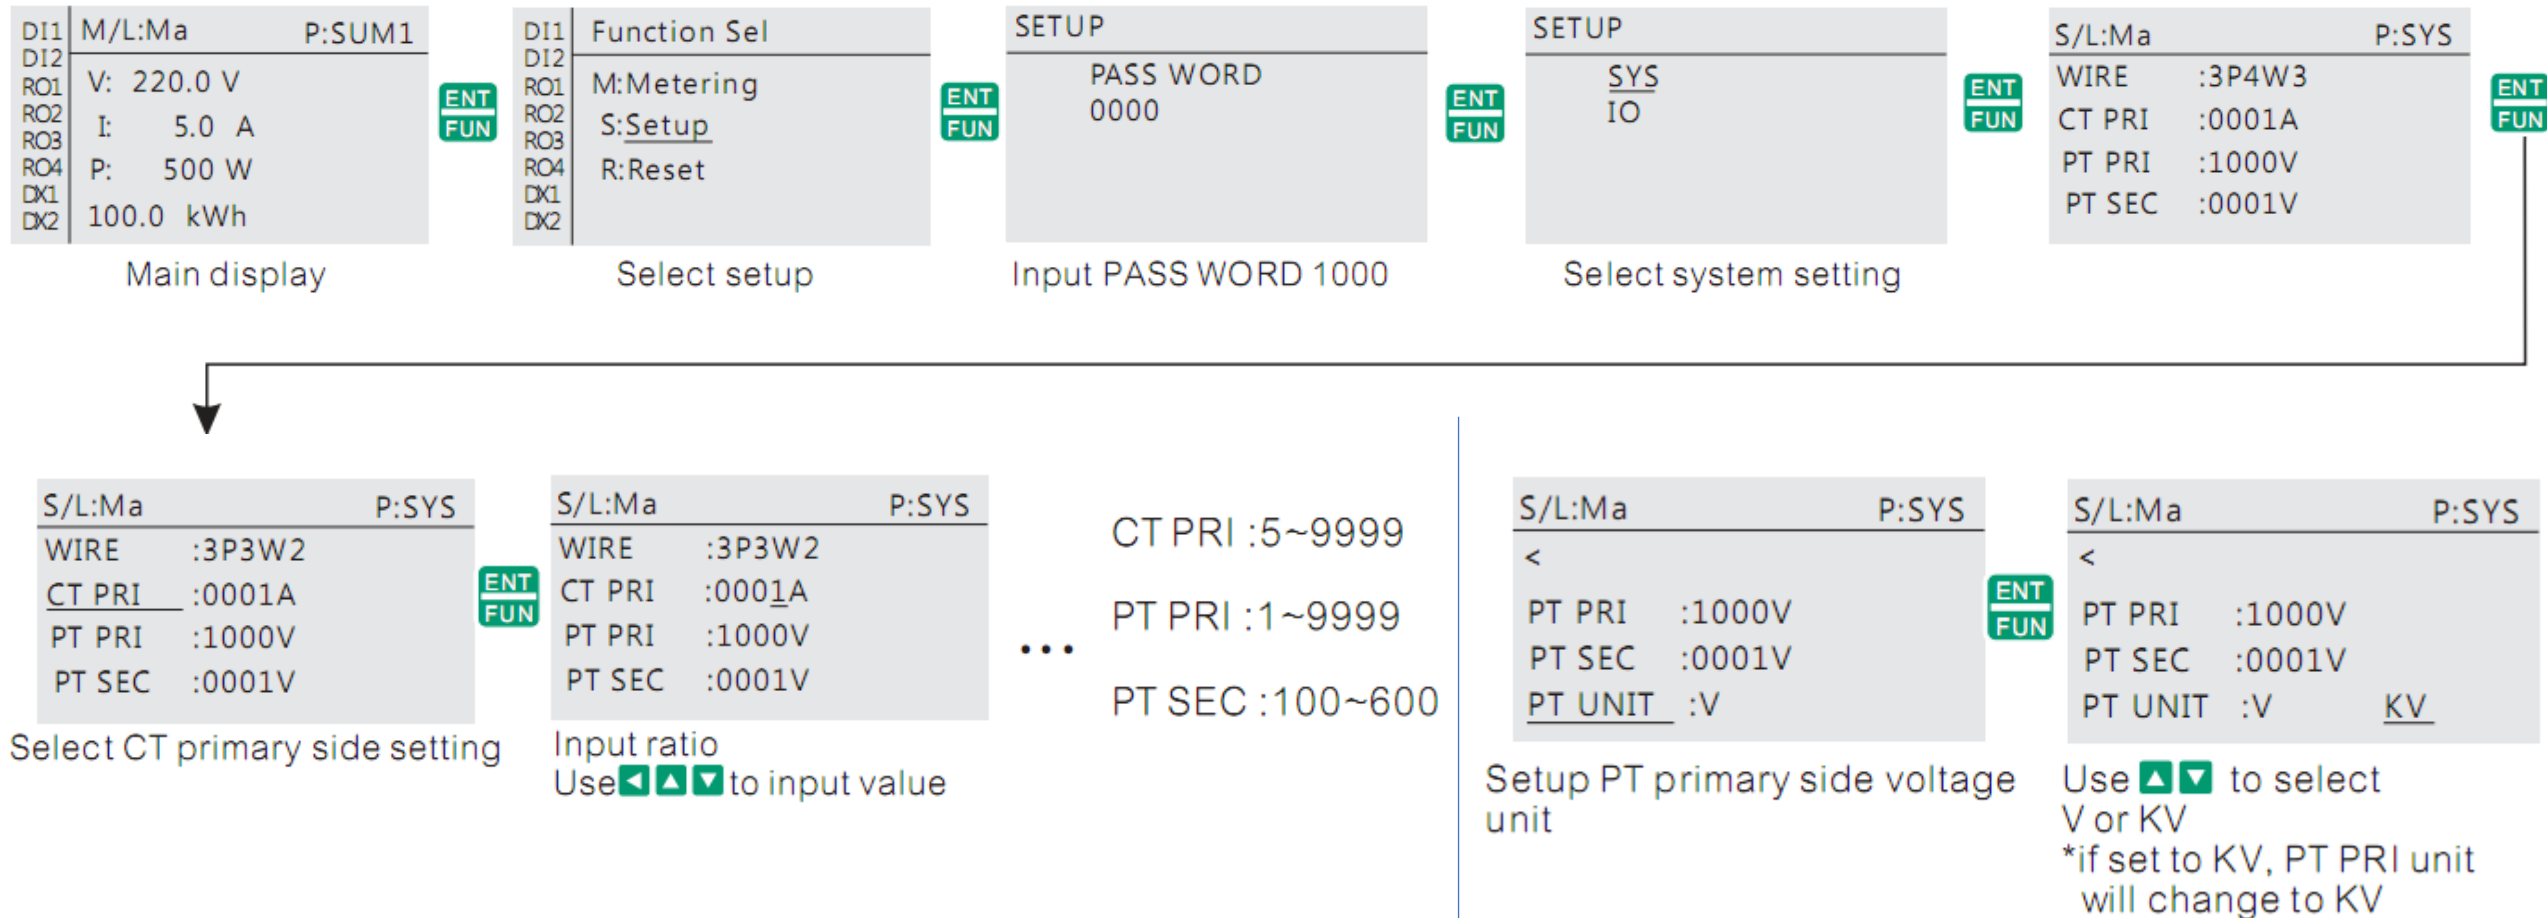 DI1
DI2
RO1
RO2
RO3
RO4
DX1
DX2
M/L:Ma P:SUM1
V: 220.0 V
I: 5.0 A
P: 500 W
100.0 kWh
Main display
ENT
FUN
DI1
DI2
RO1
RO2
RO3
RO4
DX1
DX2
Function Sel
M:Metering
S:Setup
R:Reset
Select setup
ENT
FUN
SETUP
PASS WORD
0000
Input PASS WORD 1000
ENT
FUN
SETUP
SYS
IO
Select system setting
ENT
FUN
S/L:Ma P:SYS
WIRE :3P4W3
CT PRI :0001A
PT PRI :1000V
PT SEC :0001V
ENT
FUN
S/L:Ma P:SYS
WIRE :3P3W2
CT PRI :0001A
PT PRI :1000V
PT SEC :0001V
Select CT primary side setting
ENT
FUN
S/L:Ma P:SYS
WIRE :3P3W2
CT PRI :0001A
PT PRI :1000V
PT SEC :0001V
Input ratio
Use ◀ ▲ ▼ to input value
...
CT PRI :5~9999
PT PRI :1~9999
PT SEC :100~600
S/L:Ma P:SYS
<
PT PRI :1000V
PT SEC :0001V
PT UNIT :V
Setup PT primary side voltage
unit
ENT
FUN
S/L:Ma P:SYS
<
PT PRI :1000V
PT SEC :0001V
PT UNIT :V KV
Use ▲ ▼ to select
V or KV
*if set to KV, PT PRI unit
will change to KV